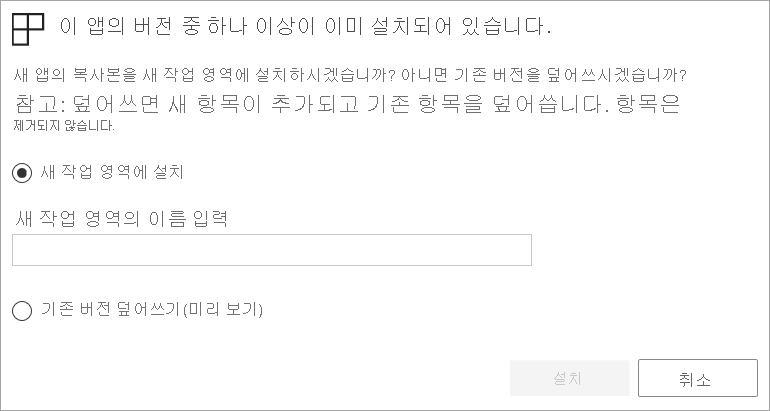 이 앱의 버전 중 하나 이상이 이미 설치되어 있습니다.
새 앱의 복사본을 새 작업 영역에 설치하시겠습니까? 아니면 기존 버전을 덮어쓰시겠습니까?
참고: 덮어쓰면 새 항목이 추가되고 기존 항목을 덮어씁니다. 항목은
제거되지 않습니다.
새 작업 영역에 설치
새 작업 영역의 이름 입력
기존 버전 덮어쓰기(미리 보기)
설치
취소